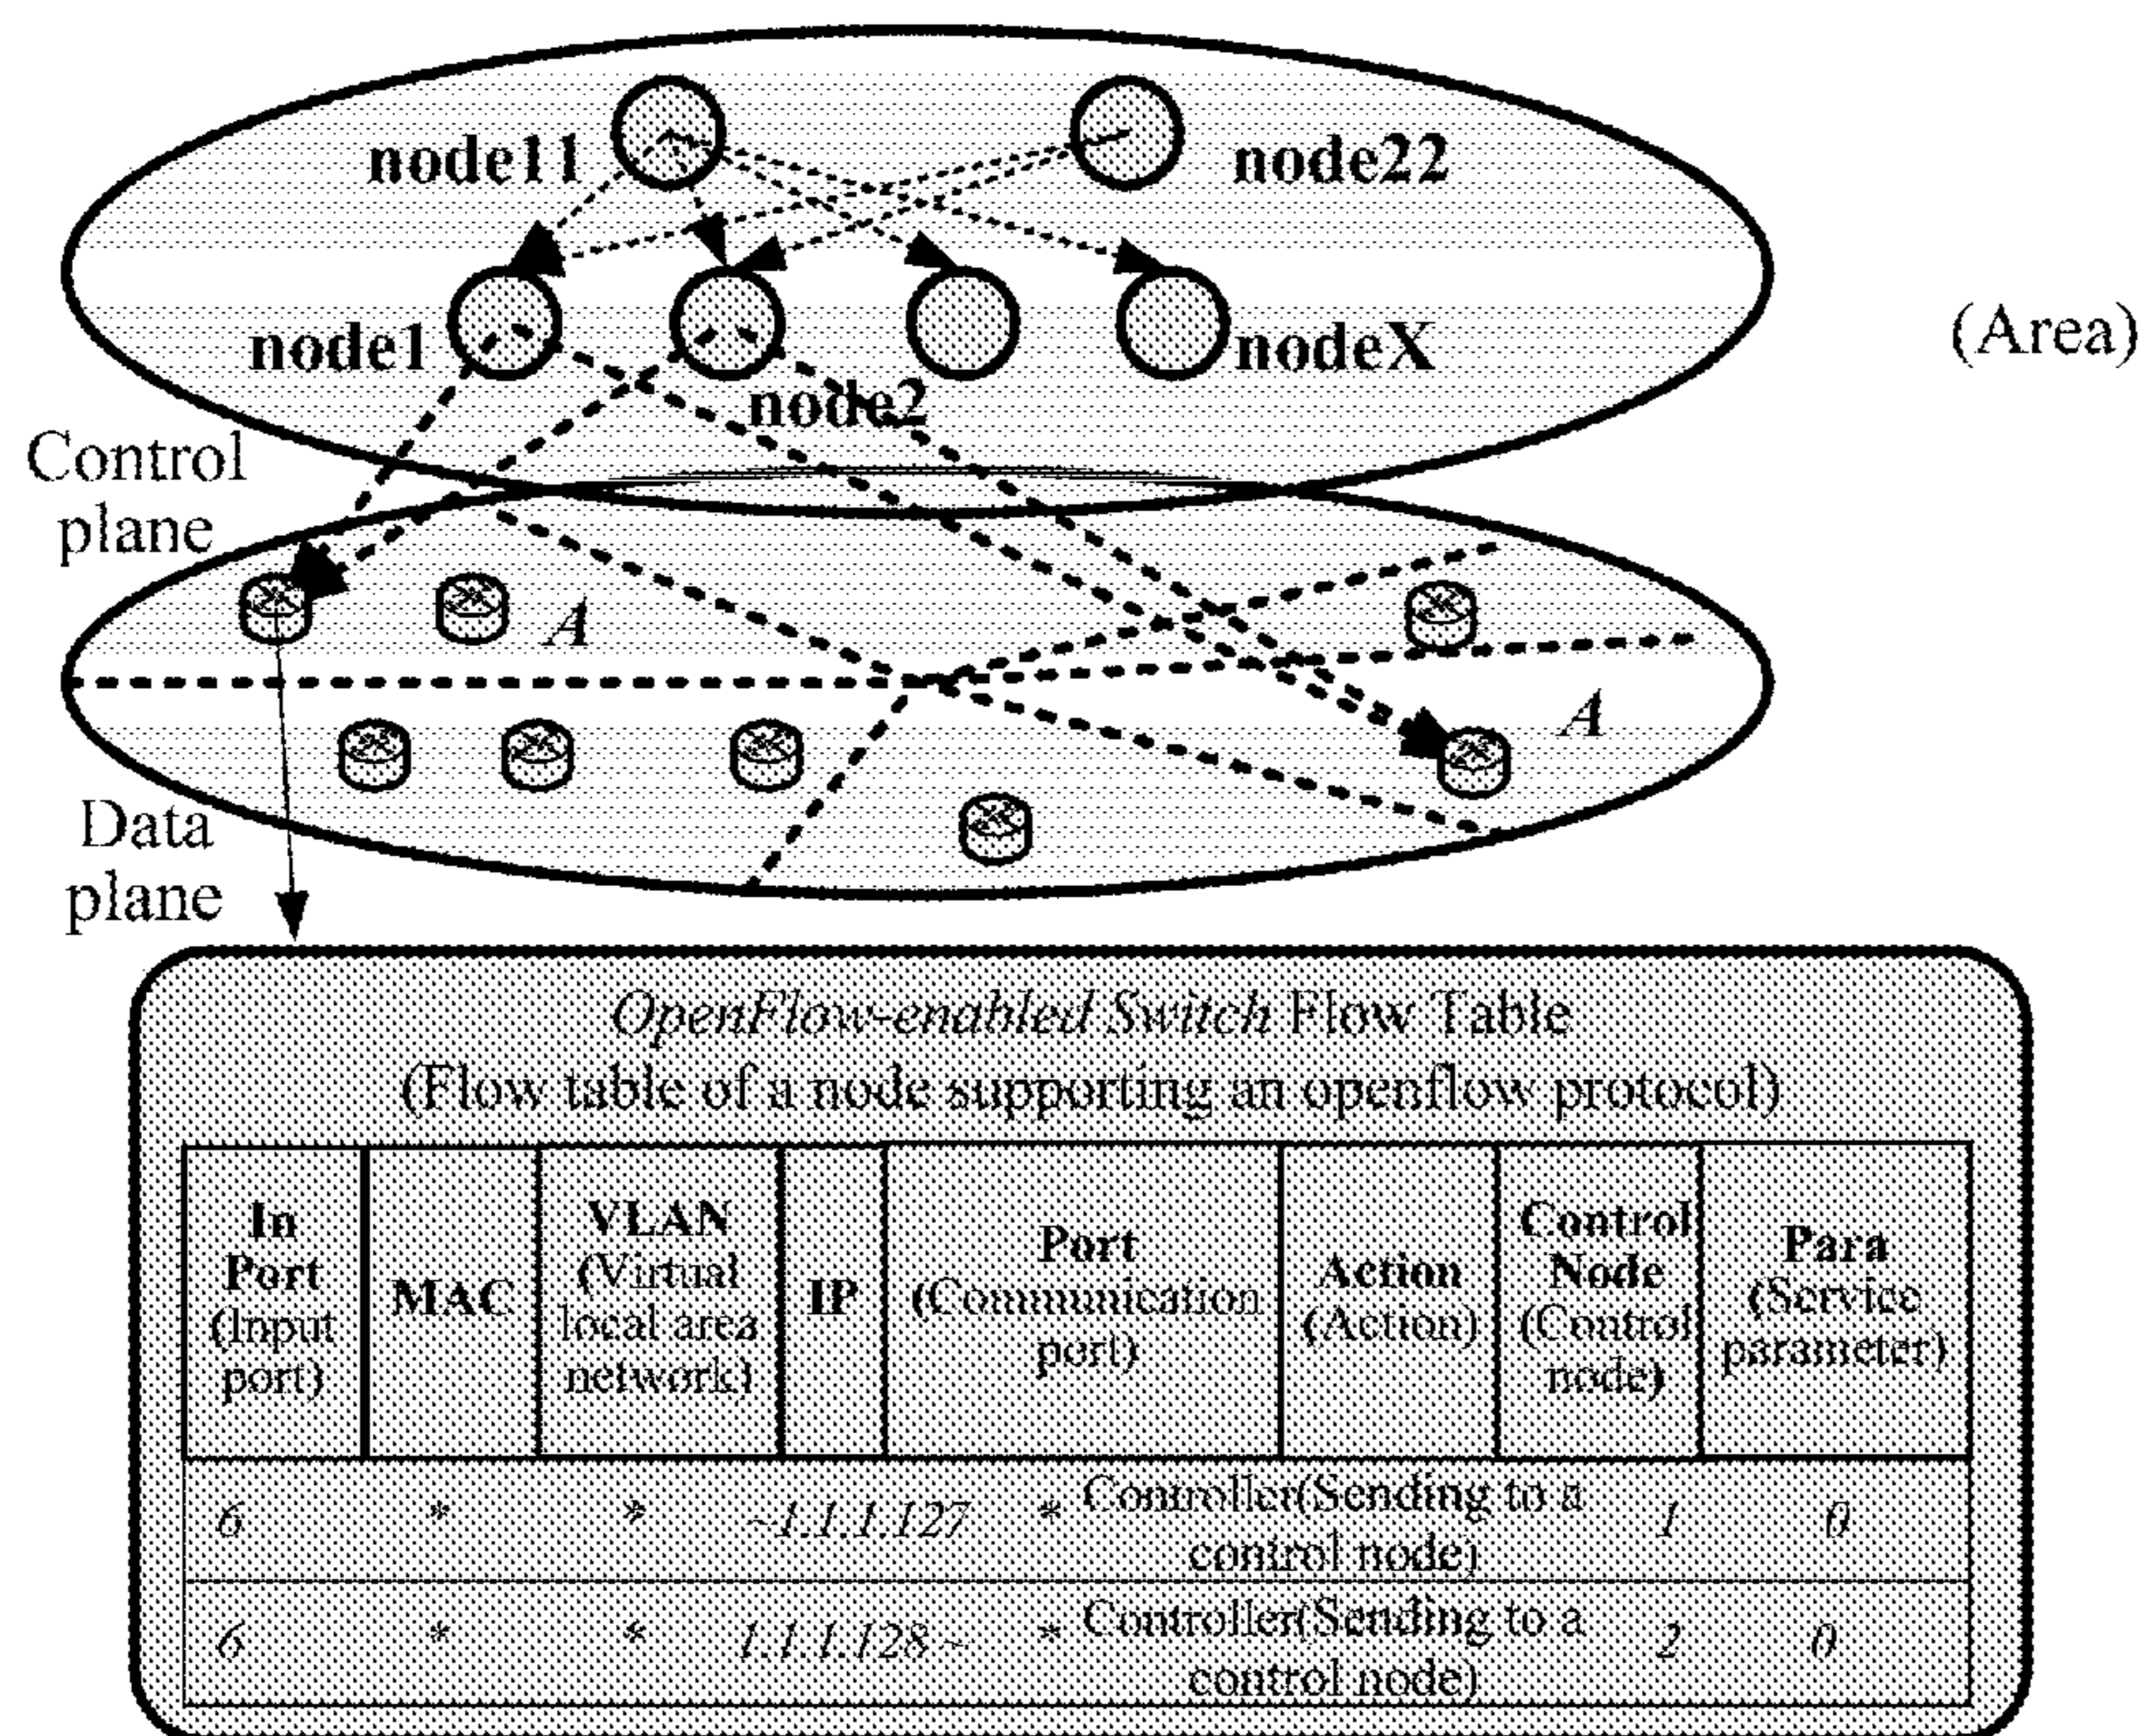 node11
node22
node1
node2
nodeX
(Area)
Control
plane
A
A
Data
plane
OpenFlow-enabled Switch Flow Table
(Flow table of a node supporting an openflow protocol)
In
Port
(Input
port)
MAC
VLAN
(Virtual
local area
network)
IP
Port
(Communication
port)
Action
(Action)
Control
Node
(Control
node)
Para
(Service
parameter)
6 * * ~1.1.1.127 * Controller(Sending to a
control node) 1 0
6 * * 1.1.1.128~ * Controller(Sending to a
control node) 2 0